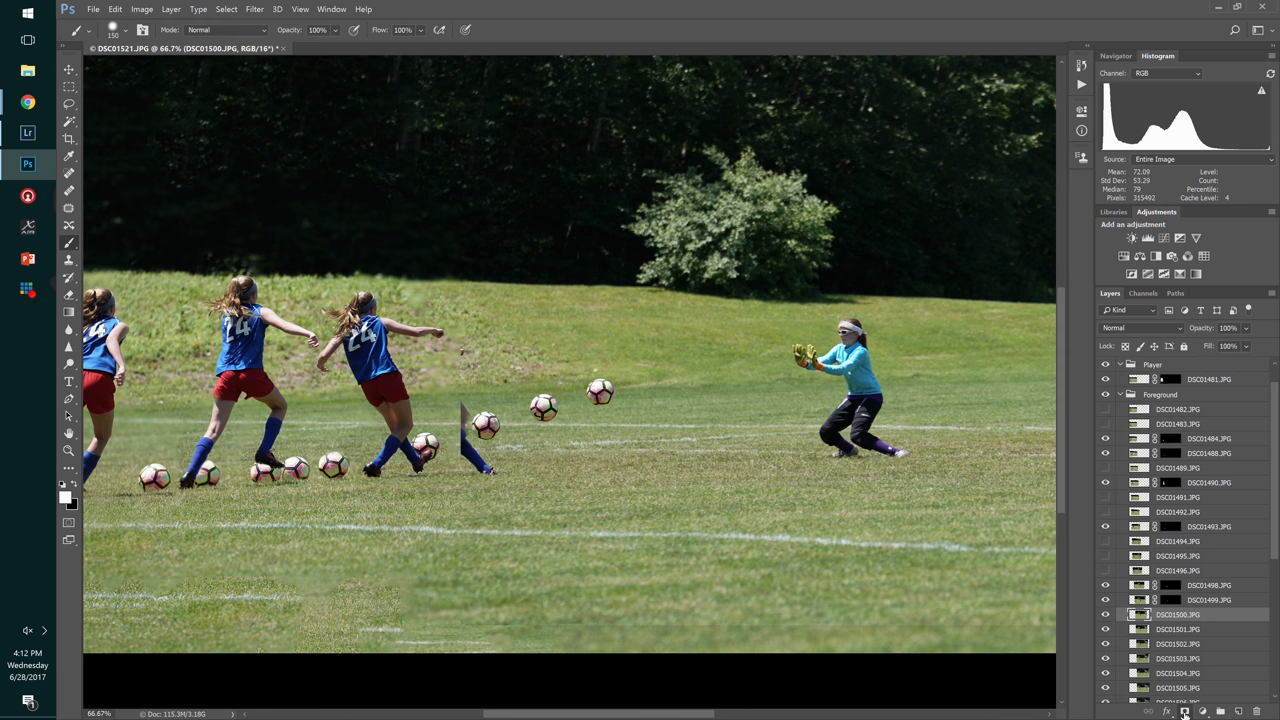 Ps File Edit Image Layer Type Select Filter 3D View Window Help
150 Mode: Normal Opacity: 100% Flow: 100%
© DSC01521.JPG @ 66.7% (DSC01500.JPG, RGB/16*) * ×
Navigator Histogram
Channel: RGB
Source: Entire Image
Mean: 72.09 Level:
Std Dev: 53.29 Count:
Median: 79 Percentile:
Pixels: 315492 Cache Level: 4
Libraries Adjustments
Add an adjustment
Layers Channels Paths
Kind
Normal Opacity: 100%
Lock: Fill: 100%
Player
DSC01481.JPG
Foreground
DSC01482.JPG
DSC01483.JPG
DSC01484.JPG
DSC01488.JPG
DSC01489.JPG
DSC01490.JPG
DSC01491.JPG
DSC01492.JPG
DSC01493.JPG
DSC01494.JPG
DSC01495.JPG
DSC01496.JPG
DSC01498.JPG
DSC01499.JPG
DSC01500.JPG
DSC01501.JPG
DSC01502.JPG
DSC01503.JPG
DSC01504.JPG
DSC01505.JPG
fx
Lr
Ps
24
24
24
4:12 PM
Wednesday
6/28/2017
1
66.67% Doc: 115.3M/3.18G